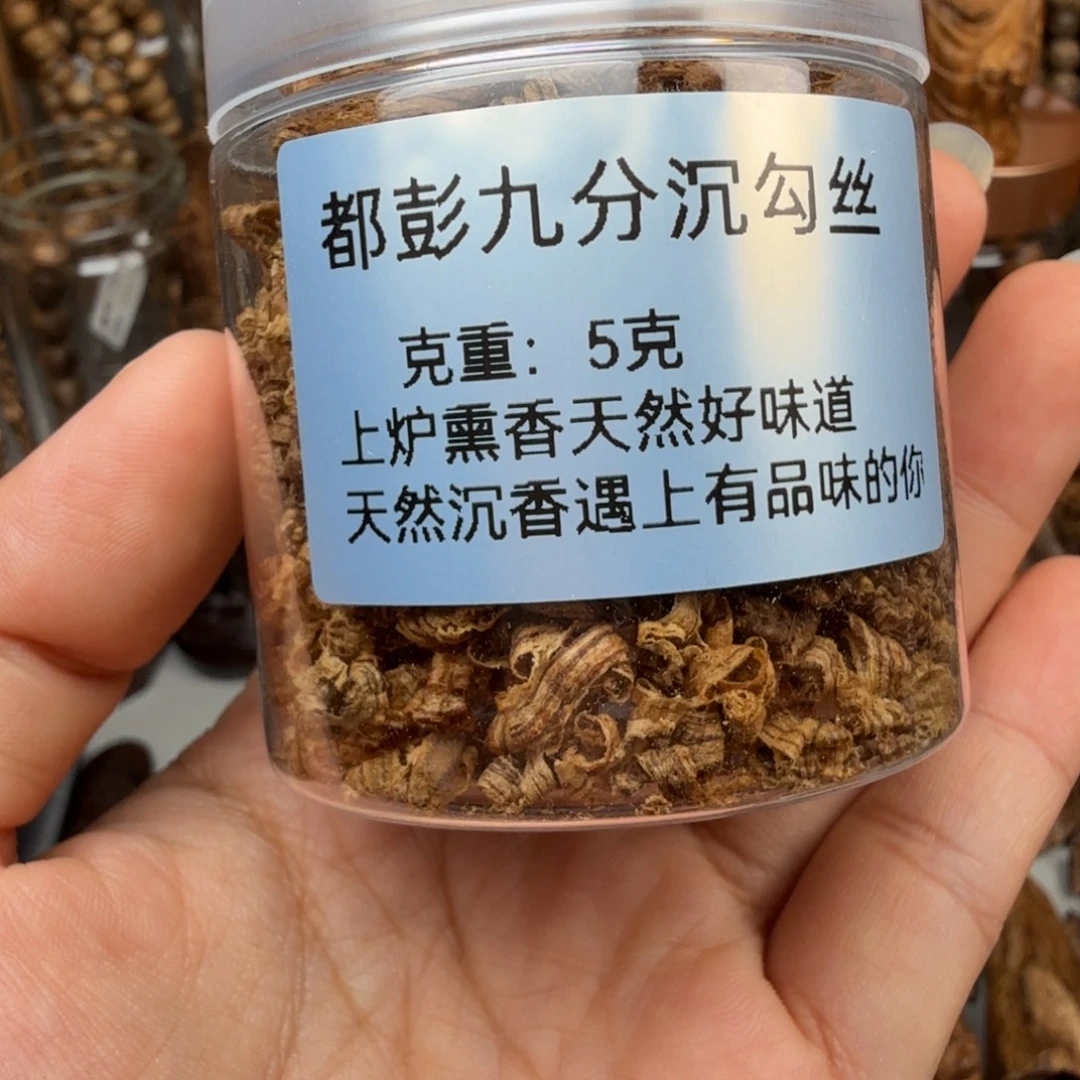 都彭九分沉勾丝
克重：5克
上炉熏香天然好味道
天然沉香遇上有品味的你